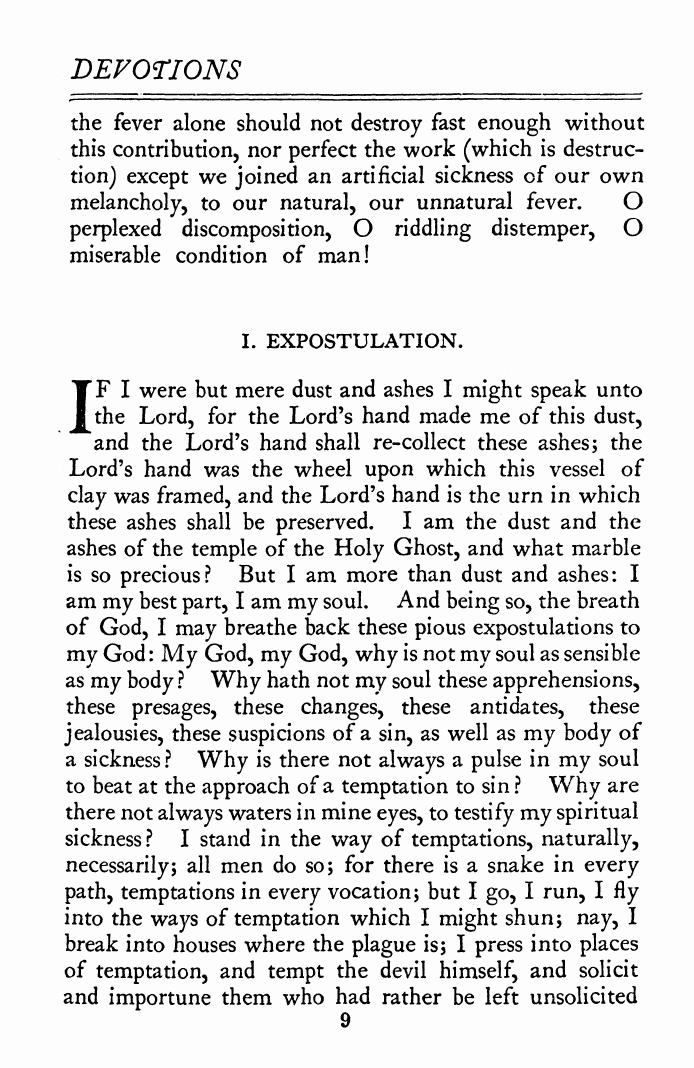 DEVOTIONS
the fever alone should not destroy fast enough without
this contribution, nor perfect the work (which is destruc-
tion) except we joined an artificial sickness of our own
melancholy, to our natural, our unnatural fever. O
perplexed discomposition, O riddling distemper, O
miserable condition of man!
I. EXPOSTULATION.
IF I were but mere dust and ashes I might speak unto
the Lord, for the Lord's hand made me of this dust,
and the Lord's hand shall re-collect these ashes; the
Lord's hand was the wheel upon which this vessel of
clay was framed, and the Lord's hand is the urn in which
these ashes shall be preserved. I am the dust and the
ashes of the temple of the Holy Ghost, and what marble
is so precious? But I am more than dust and ashes: I
am my best part, I am my soul. And being so, the breath
of God, I may breathe back these pious expostulations to
my God: My God, my God, why is not my soul as sensible
as my body? Why hath not my soul these apprehensions,
these presages, these changes, these antidates, these
jealousies, these suspicions of a sin, as well as my body of
a sickness? Why is there not always a pulse in my soul
to beat at the approach of a temptation to sin? Why are
there not always waters in mine eyes, to testify my spiritual
sickness? I stand in the way of temptations, naturally,
necessarily; all men do so; for there is a snake in every
path, temptations in every vocation; but I go, I run, I fly
into the ways of temptation which I might shun; nay, I
break into houses where the plague is; I press into places
of temptation, and tempt the devil himself, and solicit
and importune them who had rather be left unsolicited
9